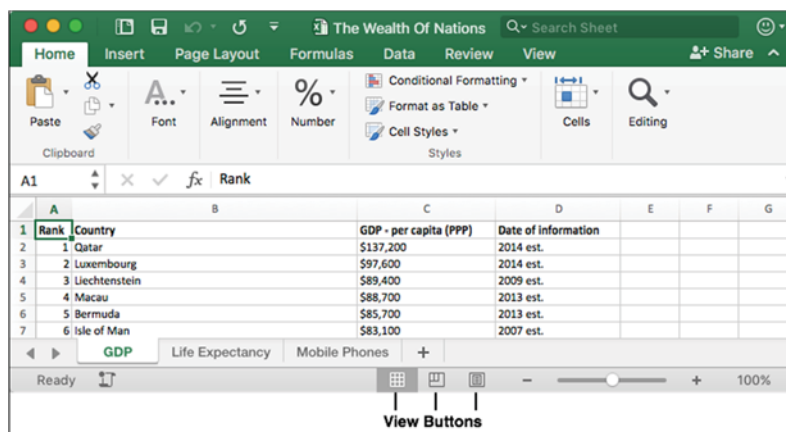 The Wealth Of Nations
Search Sheet
Home Insert Page Layout Formulas Data Review View Share
Paste Font Alignment Number Conditional Formatting Cells Editing
Format as Table
Cell Styles
Clipboard Styles
A1 fx Rank
A B C D E F G
1 Rank Country GDP - per capita (PPP) Date of information
2 1 Qatar $137,200 2014 est.
3 2 Luxembourg $97,600 2014 est.
4 3 Liechtenstein $89,400 2009 est.
5 4 Macau $88,700 2013 est.
6 5 Bermuda $85,700 2013 est.
7 6 Isle of Man $83,100 2007 est.
GDP Life Expectancy Mobile Phones +
Ready − + 100%
View Buttons